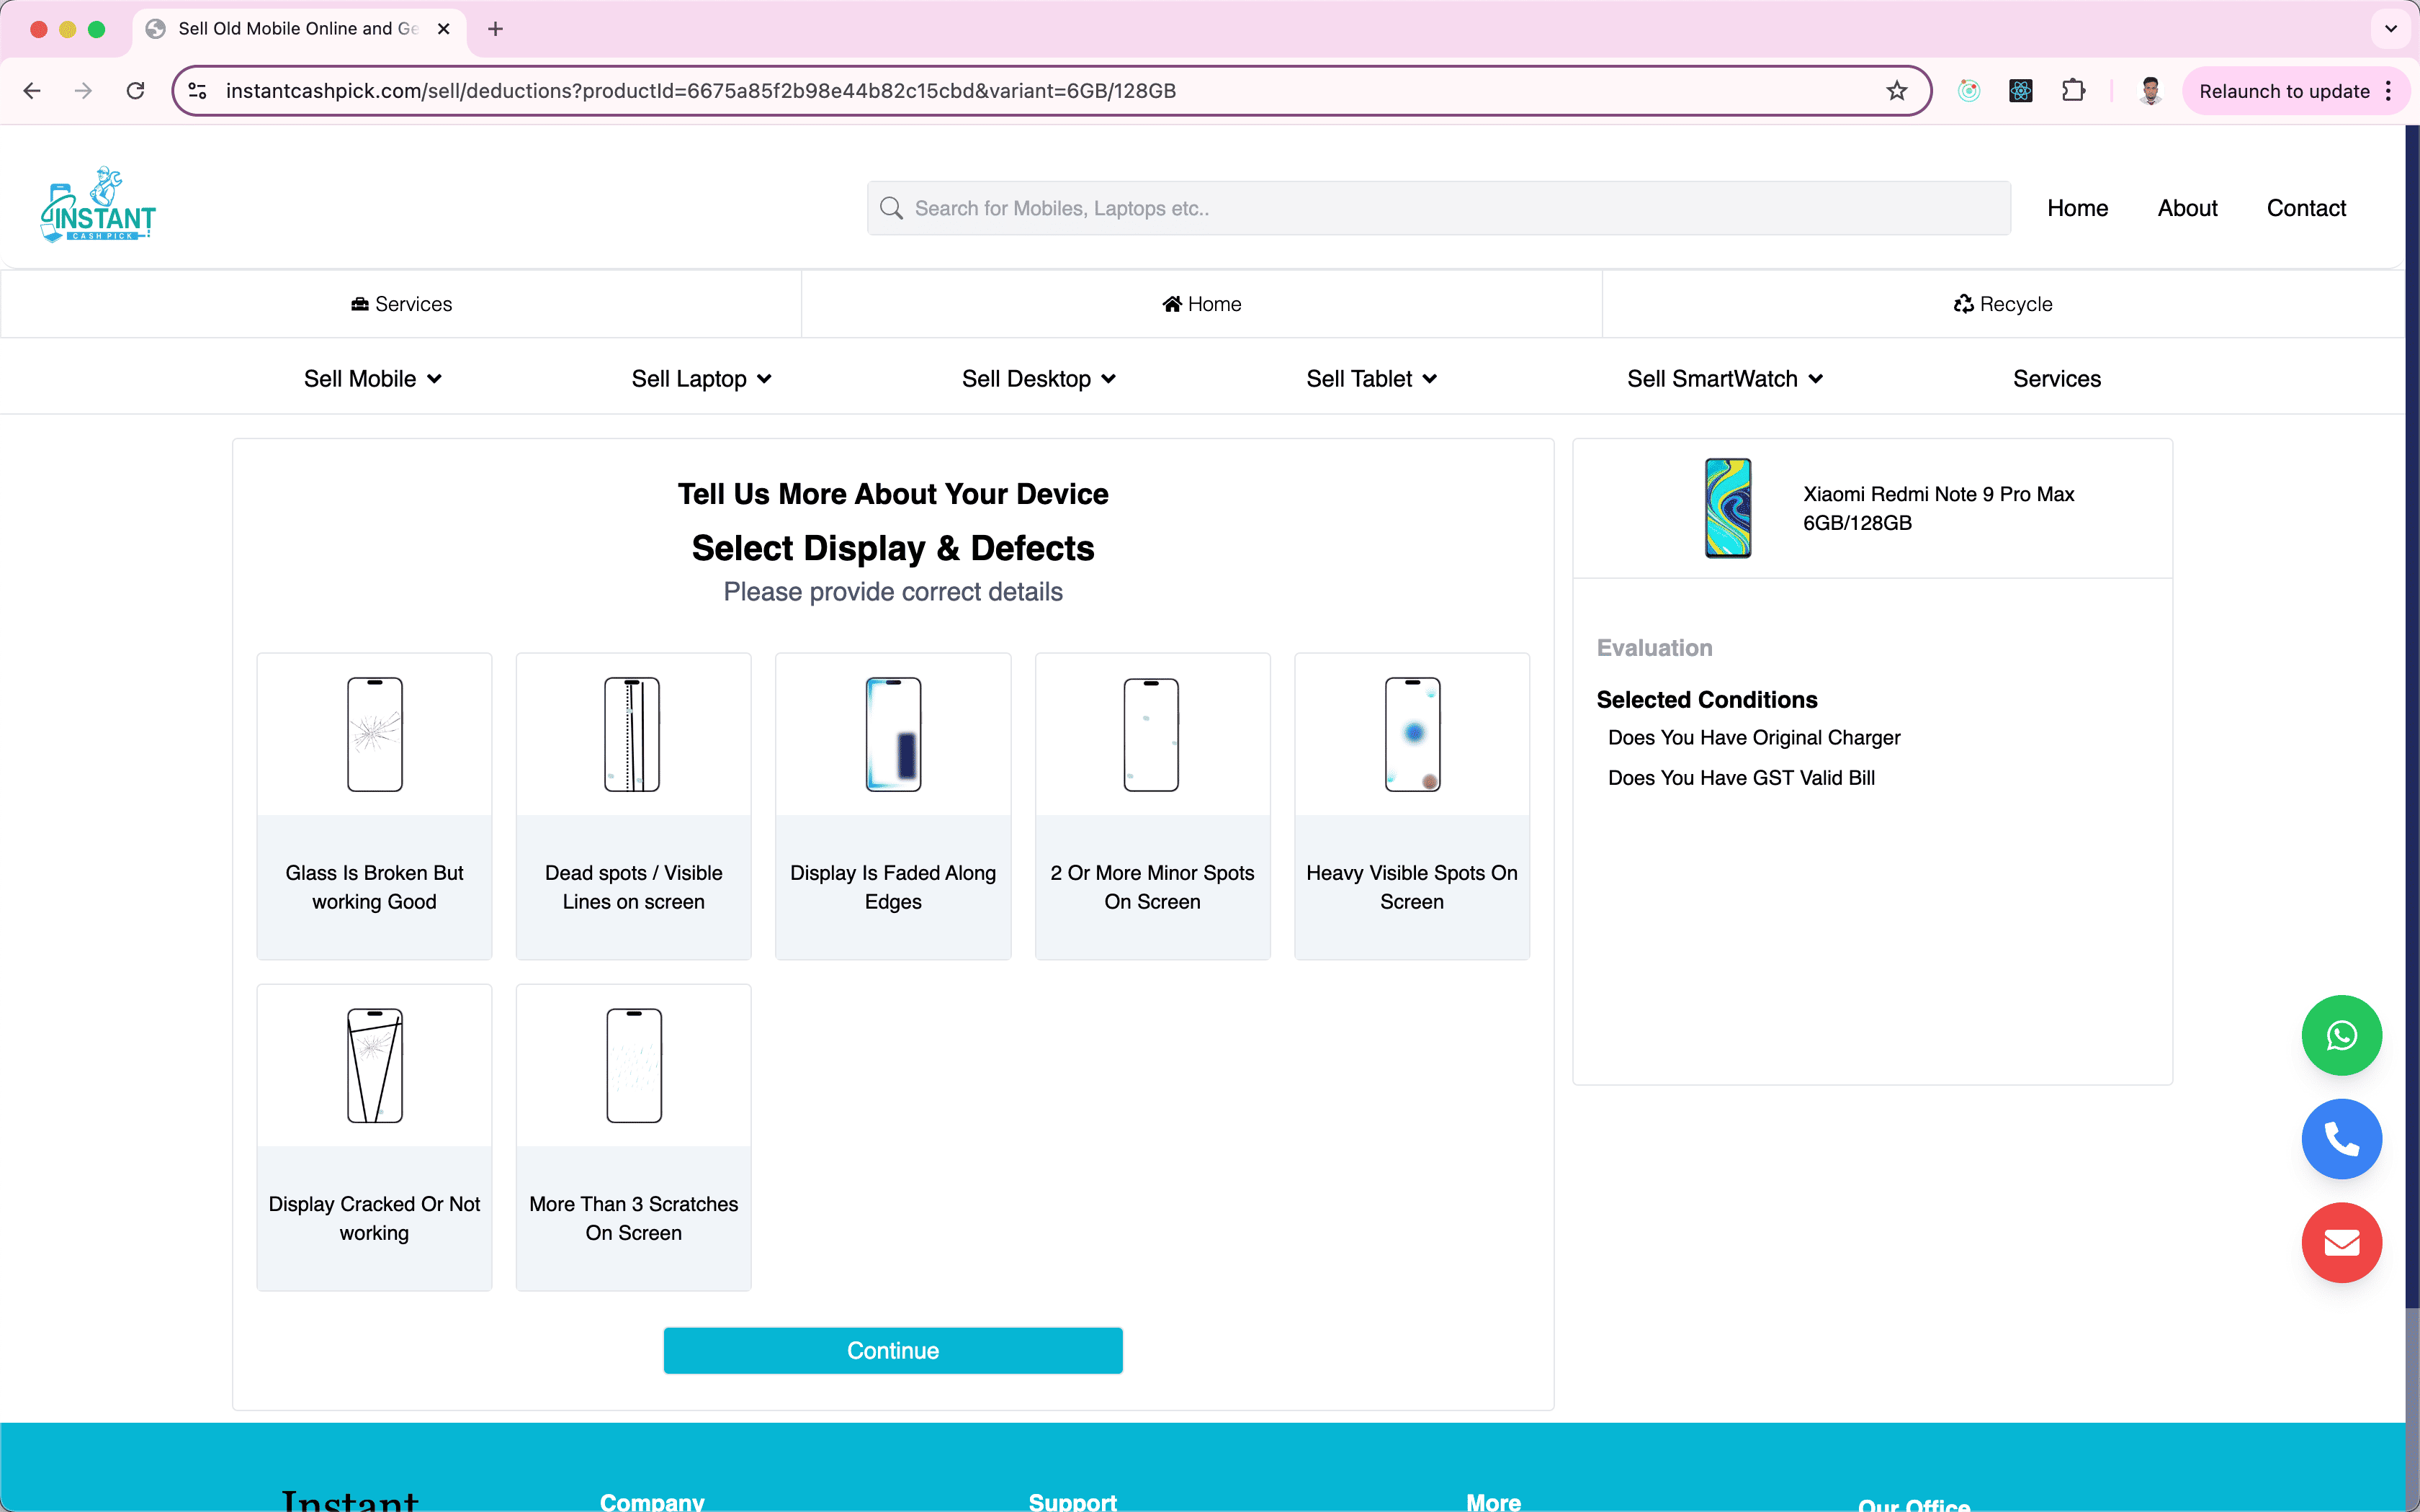 Sell Old Mobile Online and Ge
instantcashpick.com/sell/deductions?productId=6675a85f2b98e44b82c15cbd&variant=6GB/128GB
Relaunch to update
INSTANT
CASH PICK
Search for Mobiles, Laptops etc..
Home
About
Contact
Services
Home
Recycle
Sell Mobile
Sell Laptop
Sell Desktop
Sell Tablet
Sell SmartWatch
Services
Tell Us More About Your Device
Select Display & Defects
Please provide correct details
Glass Is Broken But
working Good
Dead spots / Visible
Lines on screen
Display Is Faded Along
Edges
2 Or More Minor Spots
On Screen
Heavy Visible Spots On
Screen
Display Cracked Or Not
working
More Than 3 Scratches
On Screen
Continue
Xiaomi Redmi Note 9 Pro Max
6GB/128GB
Evaluation
Selected Conditions
Does You Have Original Charger
Does You Have GST Valid Bill
Instant
Company
Support
More
Our Office